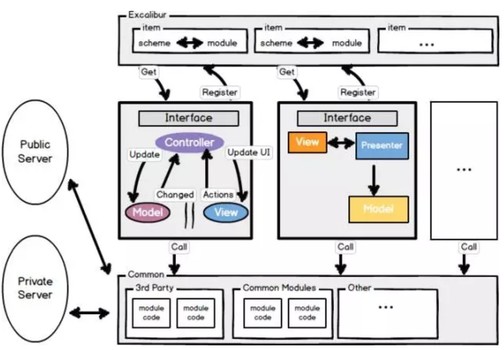 Excalibur
item
item
item
scheme
module
scheme
module
...
Get
Register
Get
Register
Interface
Interface
Public
Server
Controller
View
Presenter
Update
Update UI
Changed
Actions
Model
View
Model
...
Call
Call
Call
Private
Server
Common
3rd Party
Common Modules
Other
module
code
module
code
module
code
module
code
...